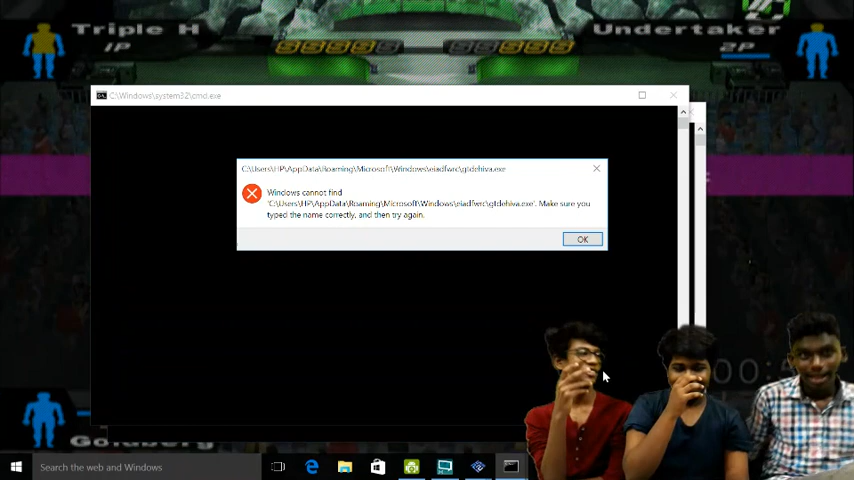 Triple H
Undertaker
1P
2P
C:\Windows\system32\cmd.exe
C:\Users\HP\AppData\Roaming\Microsoft\Windows\eiadfwrc\gtdehiva.exe
Windows cannot find
'C:\Users\HP\AppData\Roaming\Microsoft\Windows\eiadfwrc\gtdehiva.exe'. Make sure you
typed the name correctly, and then try again.
OK
Goldberg
Search the web and Windows